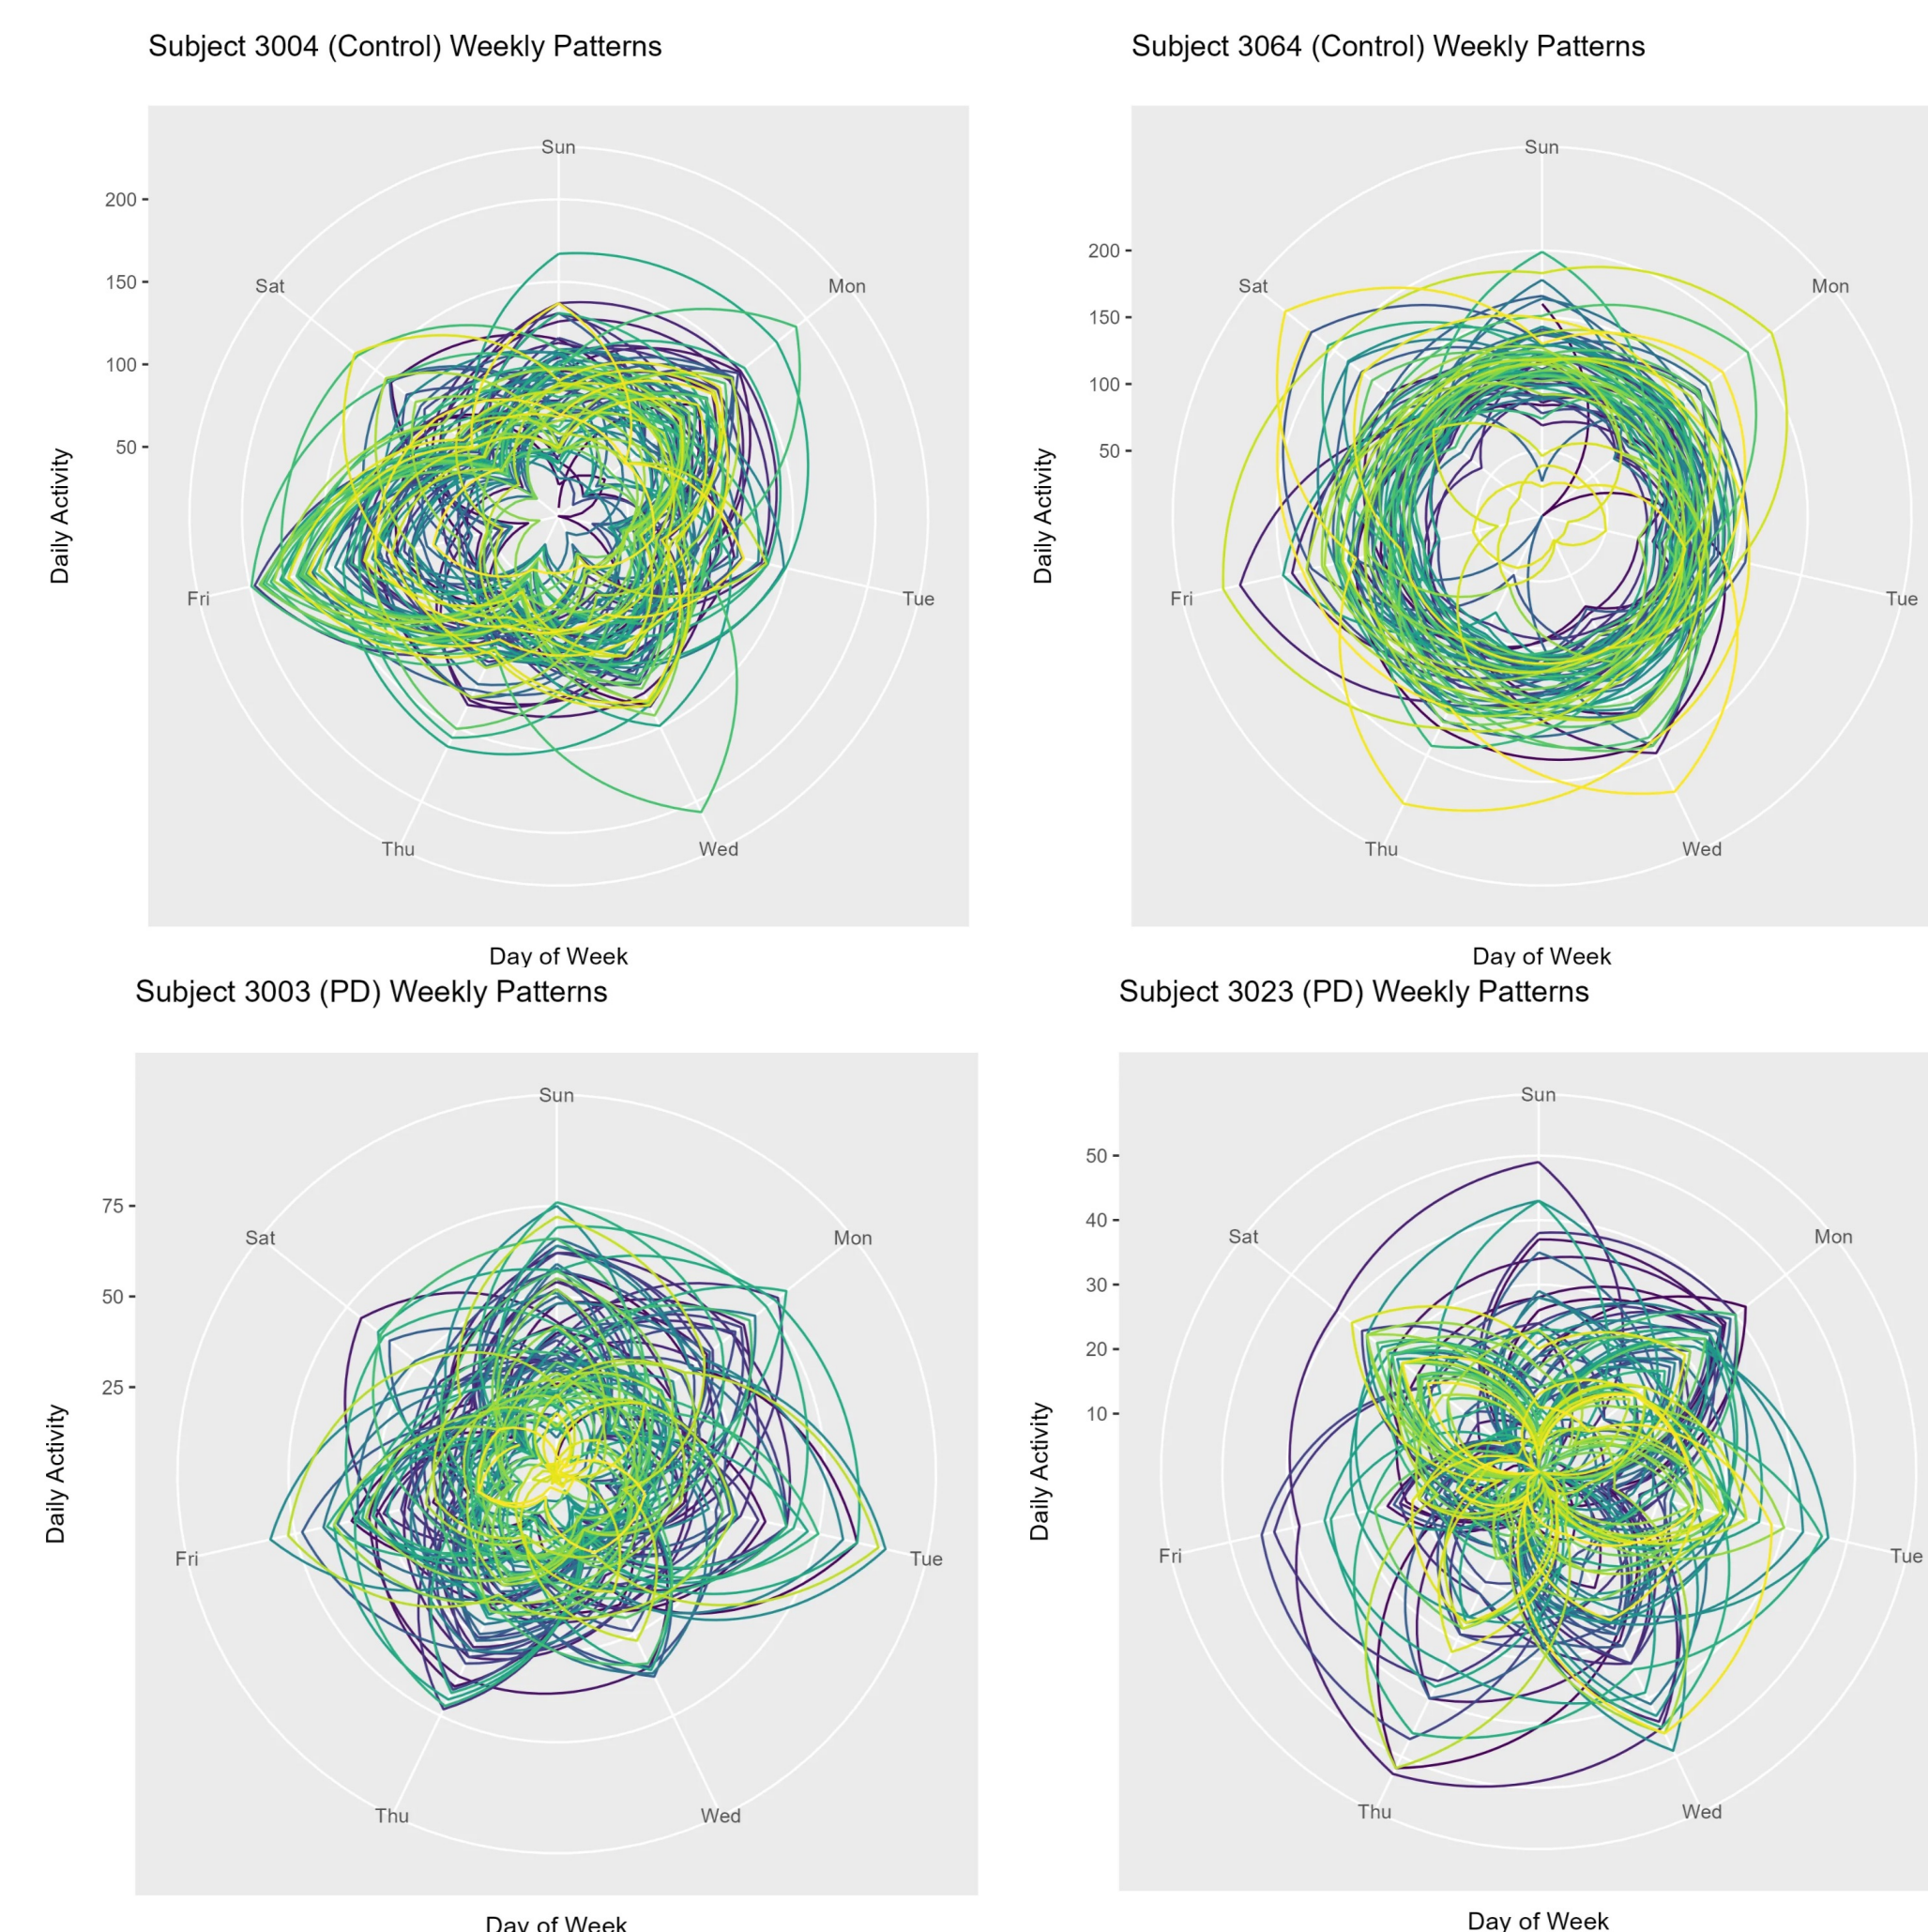 Subject 3004 (Control) Weekly Patterns
Sun
200
150
100
50
Sat
Mon
Fri
Tue
Thu
Wed
Daily Activity
Day of Week
Subject 3064 (Control) Weekly Patterns
Sun
200
150
100
50
Sat
Mon
Fri
Tue
Thu
Wed
Daily Activity
Day of Week
Subject 3003 (PD) Weekly Patterns
Sun
75
50
25
Sat
Mon
Fri
Tue
Thu
Wed
Daily Activity
Day of Week
Subject 3023 (PD) Weekly Patterns
Sun
50
40
30
20
10
Sat
Mon
Fri
Tue
Thu
Wed
Daily Activity
Day of Week